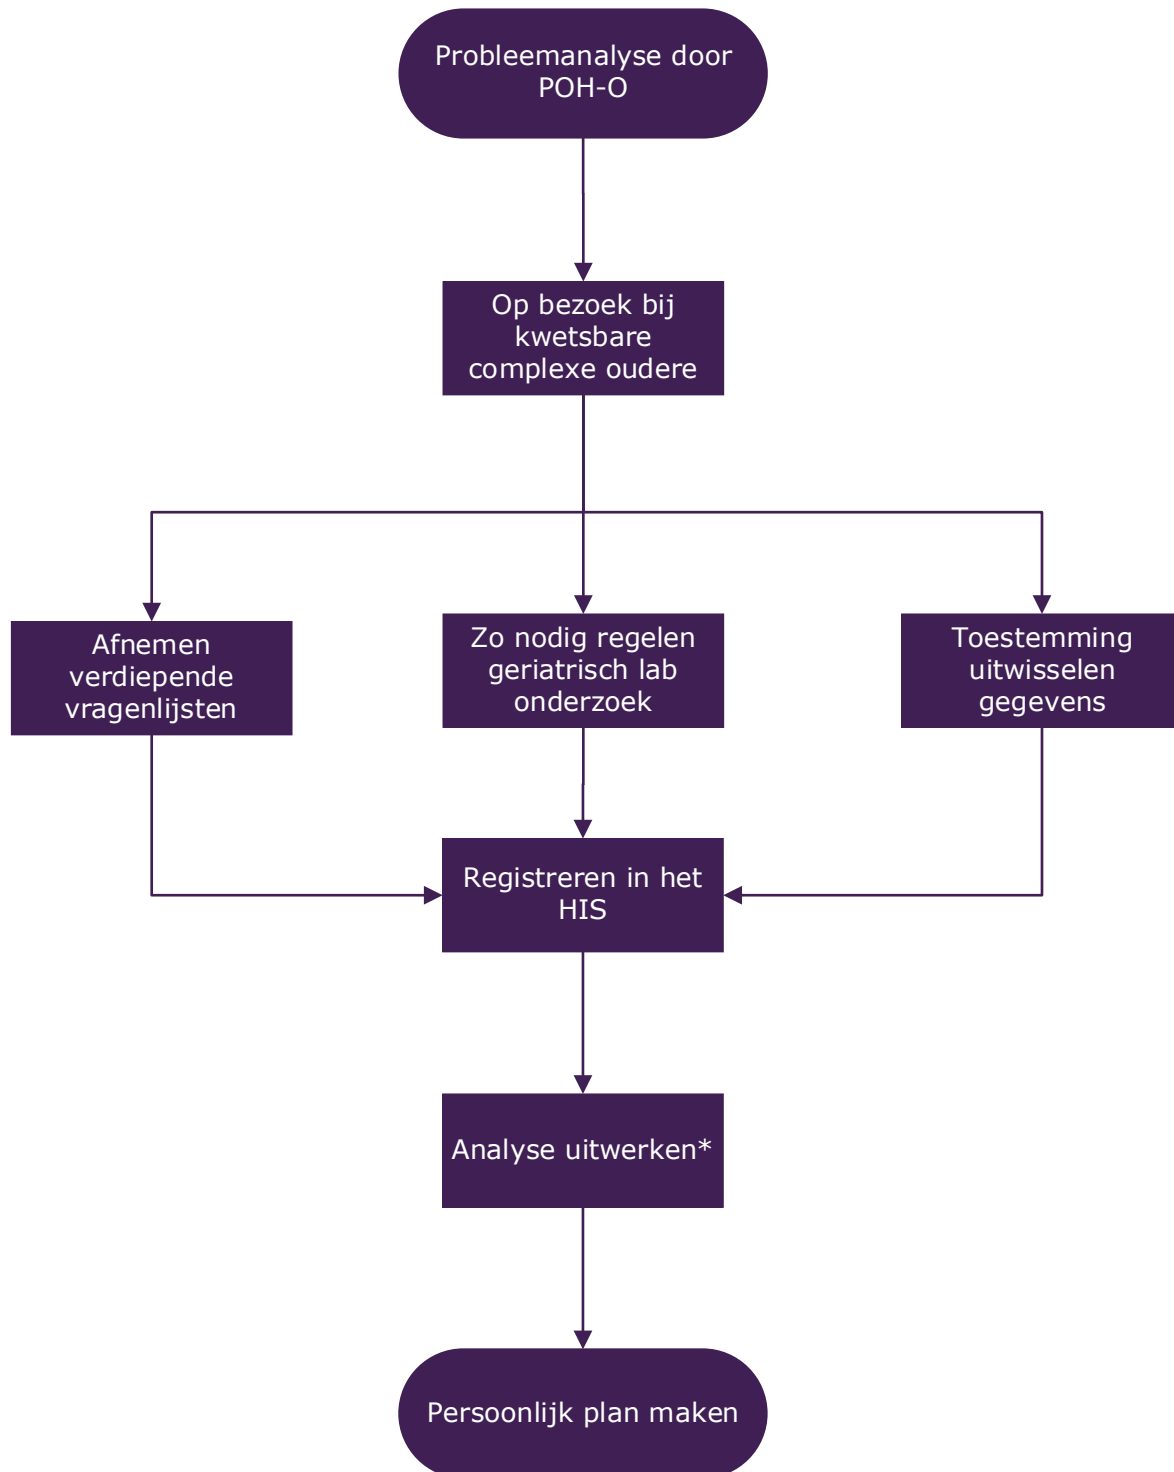 Probleemanalyse door
POH-O
Op bezoek bij
kwetsbare
complexe oudere
Afnemen
verdiepende
vragenlijsten
Zo nodig regelen
geriatrisch lab
onderzoek
Toestemming
uitwisselen
gegevens
Registreren in het
HIS
Analyse uitwerken*
Persoonlijk plan maken